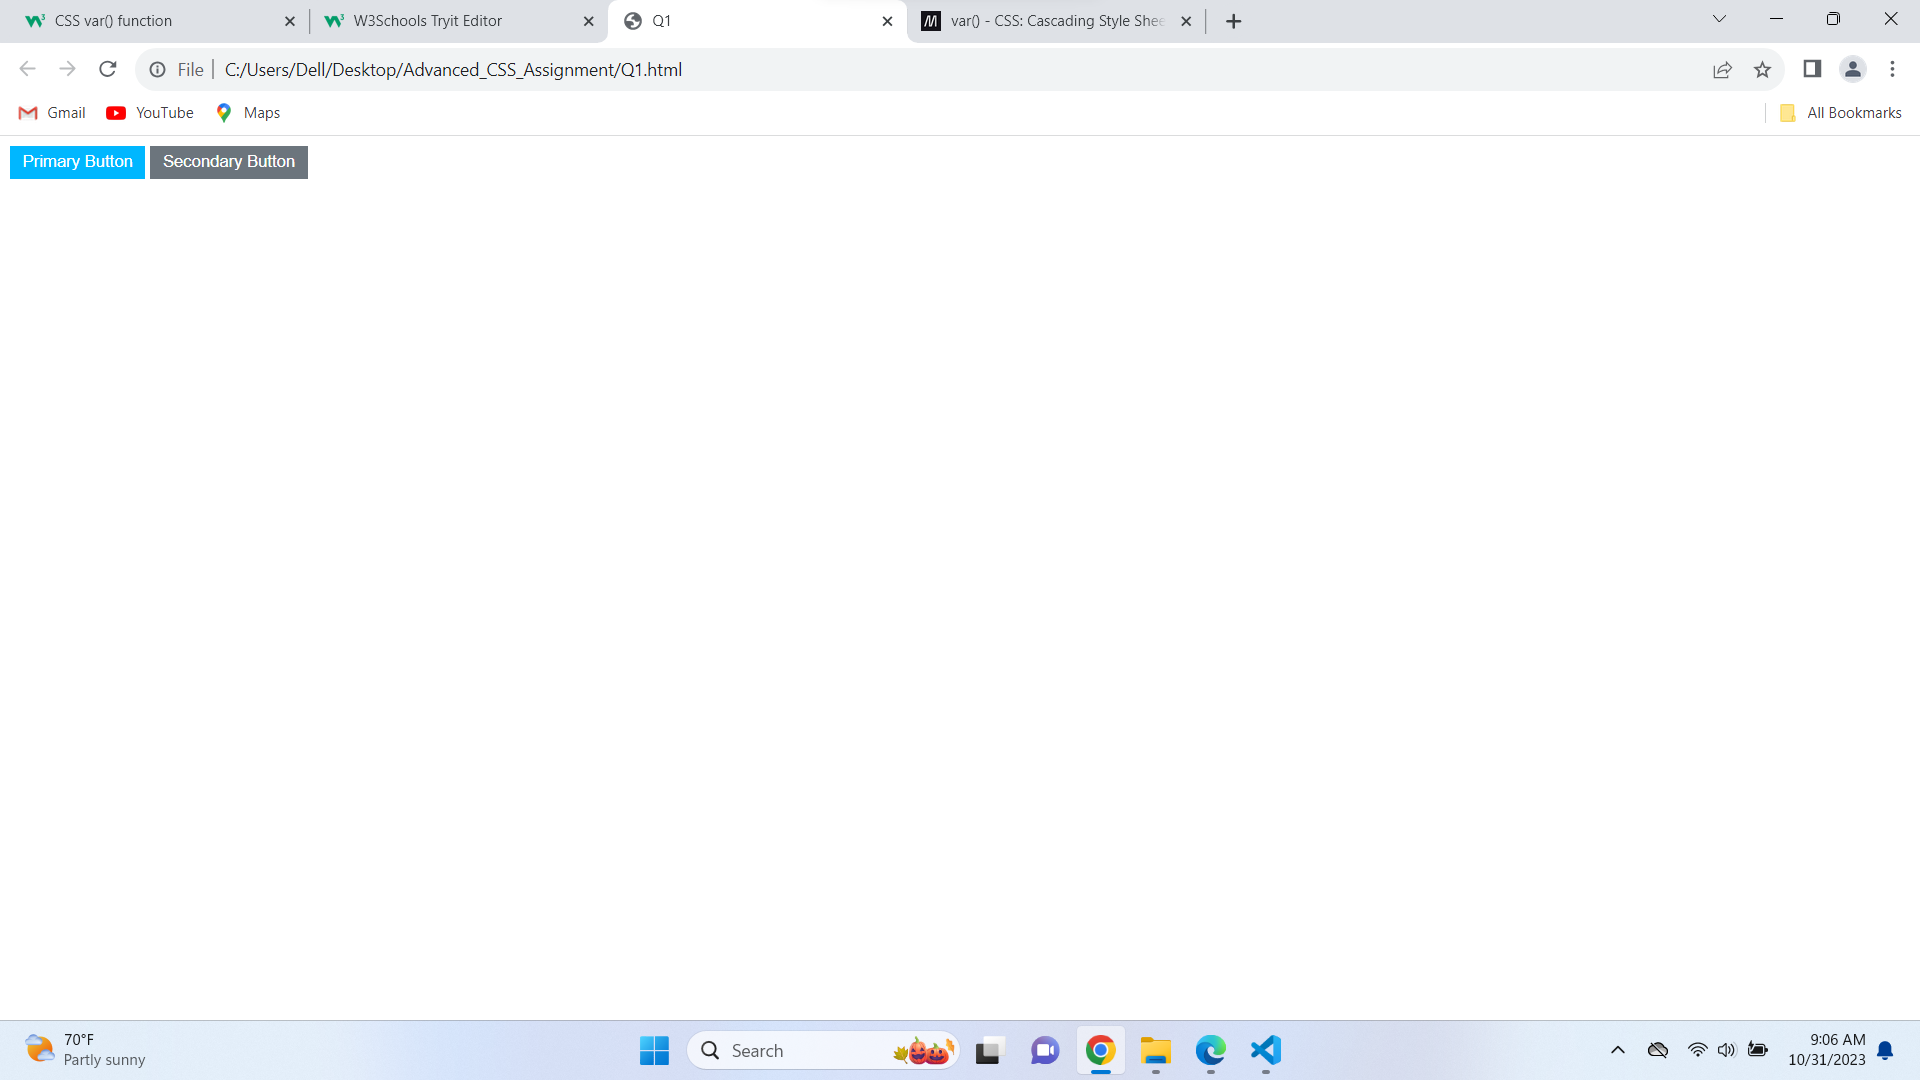 CSS var() function
W3Schools Tryit Editor
Q1
var() - CSS: Cascading Style Shee
File
C:/Users/Dell/Desktop/Advanced_CSS_Assignment/Q1.html
Gmail
YouTube
Maps
All Bookmarks
Primary Button
Secondary Button
70°F
Partly sunny
Search
9:06 AM
10/31/2023